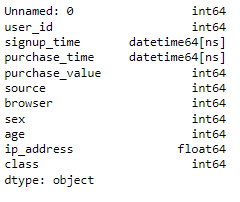 Unnamed: 0 int64
user_id int64
signup_time datetime64[ns]
purchase_time datetime64[ns]
purchase_value int64
source int64
browser int64
sex int64
age int64
ip_address float64
class int64
dtype: object